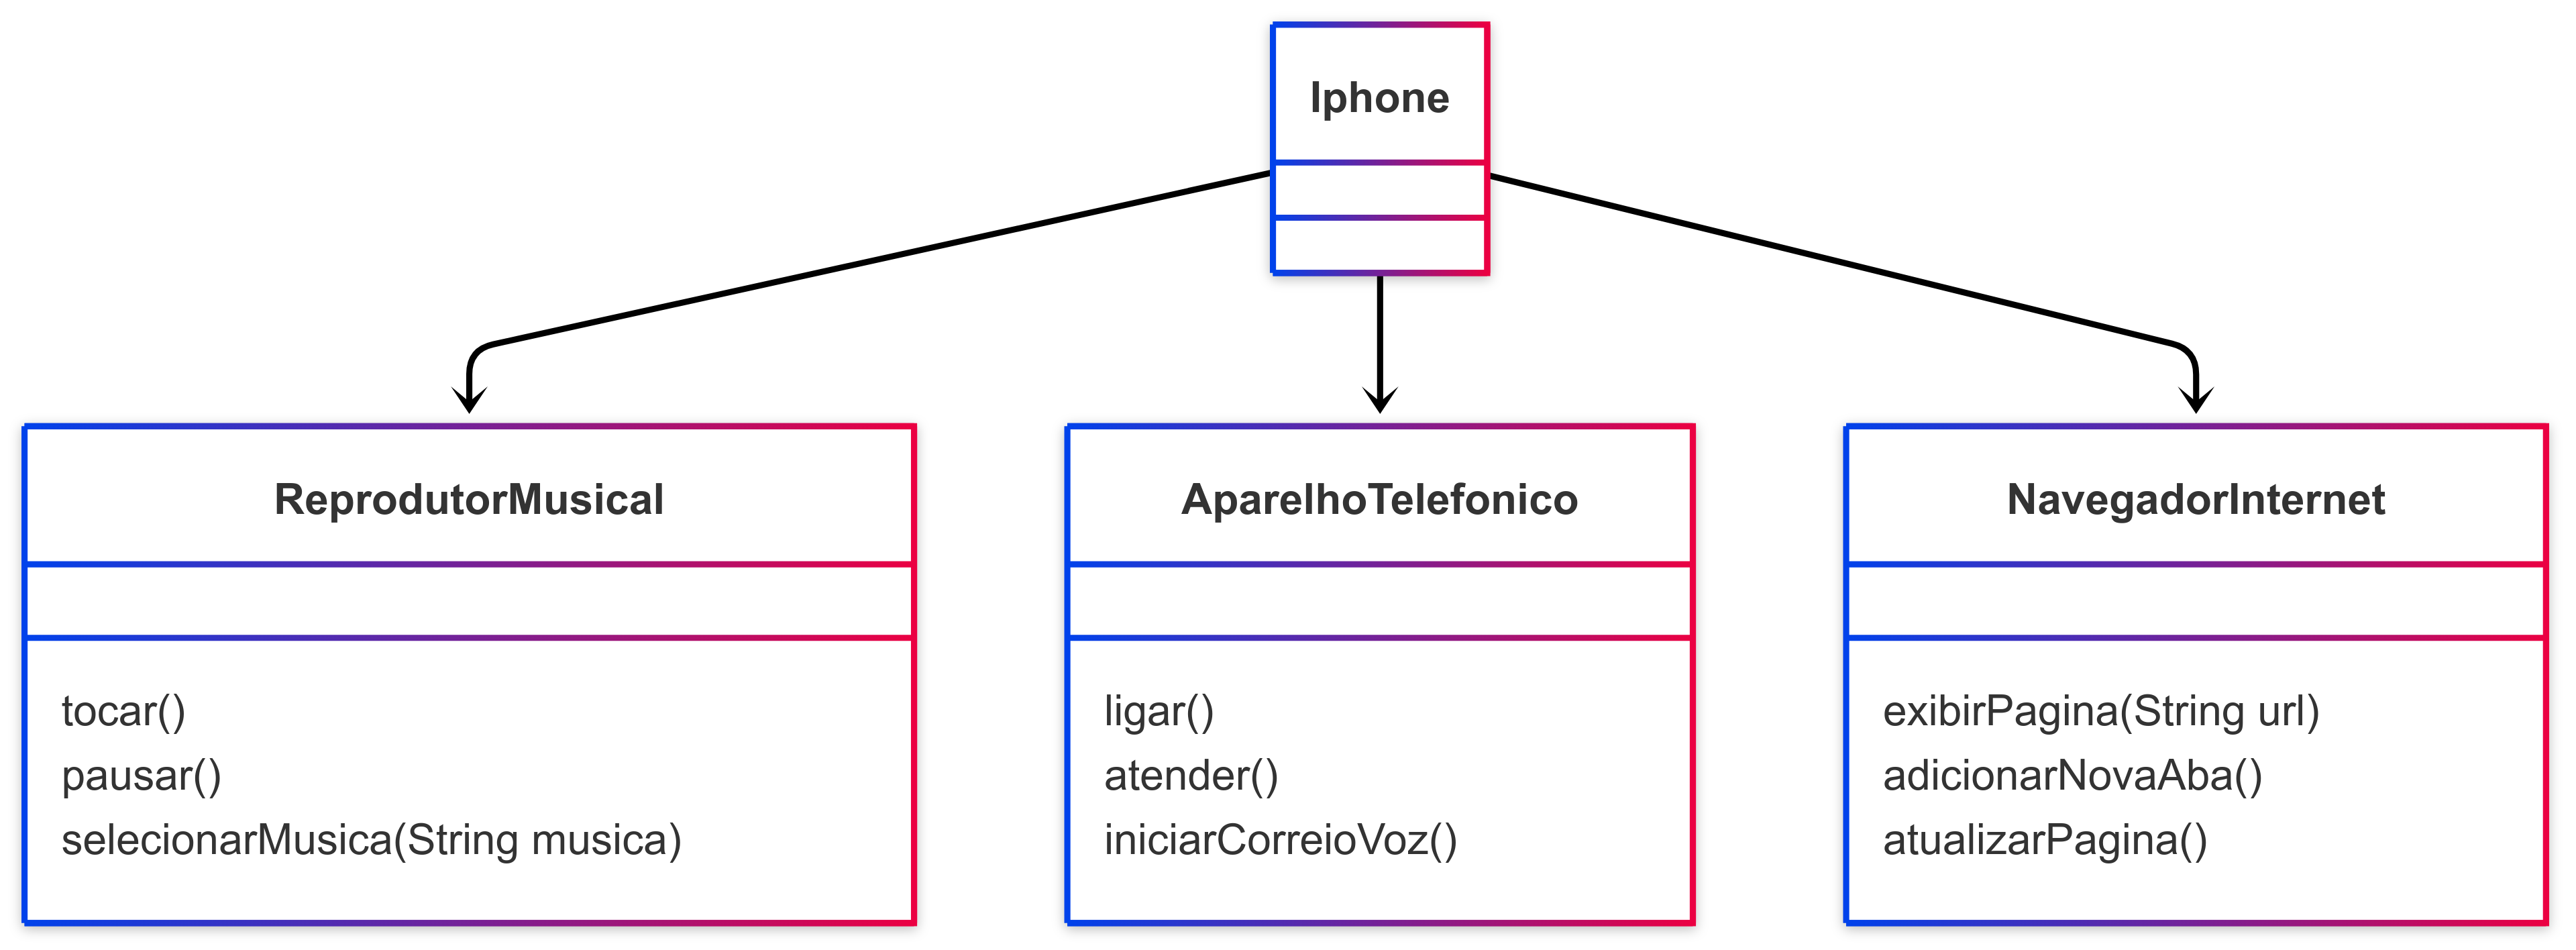 Iphone
ReprodutorMusical
tocar()
pausar()
selecionarMusica(String musica)
AparelhoTelefonico
ligar()
atender()
iniciarCorreioVoz()
NavegadorInternet
exibirPagina(String url)
adicionarNovaAba()
atualizarPagina()